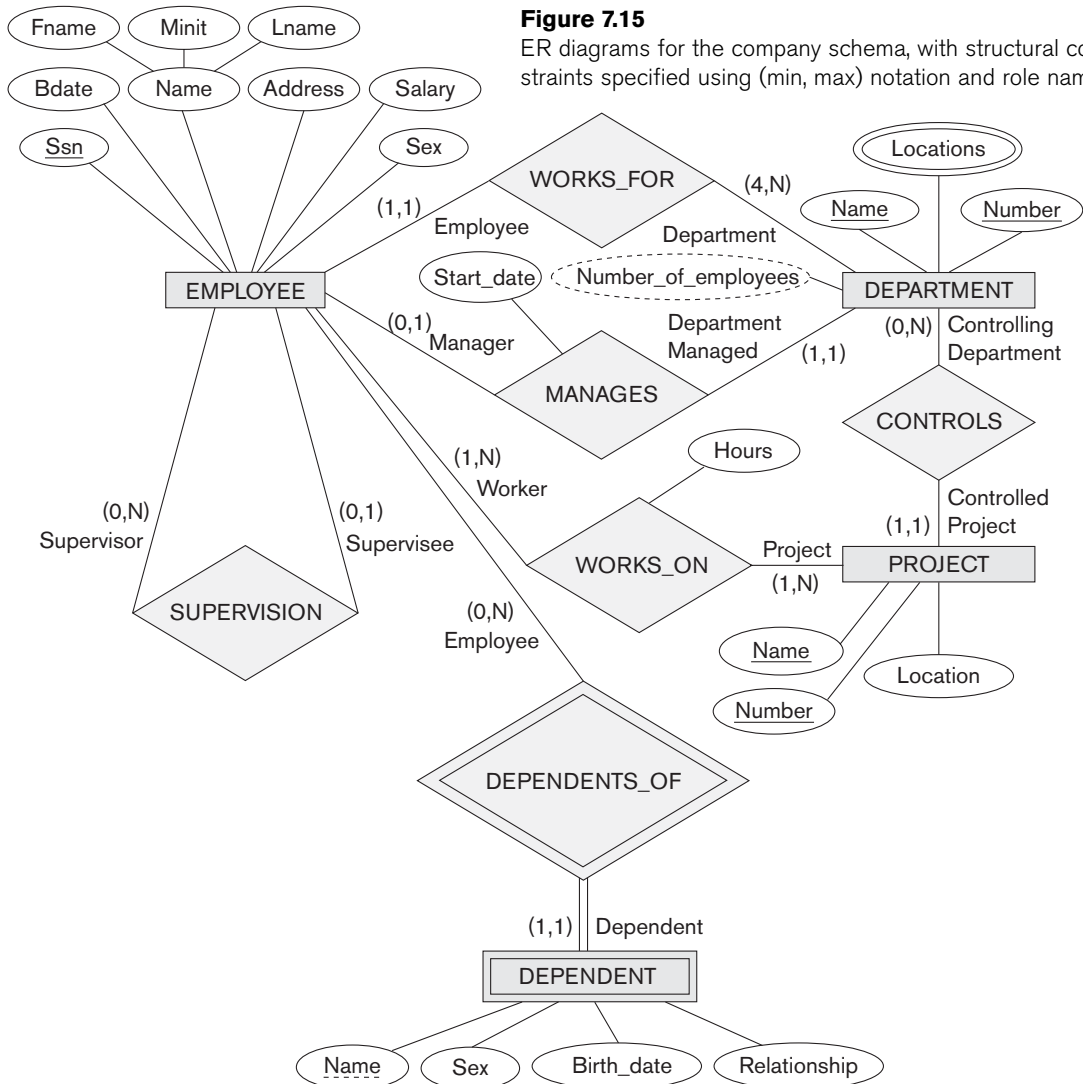 Figure 7.15
ER diagrams for the company schema, with structural co
straints specified using (min, max) notation and role nam
Fname
Minit
Lname
Bdate
Name
Address
Salary
Ssn
Sex
WORKS_FOR
(1,1)
Employee
(4,N)
Department
Locations
Name
Number
Number_of_employees
Start_date
EMPLOYEE
DEPARTMENT
(0,1)
Manager
MANAGES
Department
Managed
(1,1)
(0,N)
Controlling
Department
CONTROLS
Hours
(1,N)
Worker
WORKS_ON
Project
(1,N)
Controlled
Project
(1,1)
PROJECT
(0,N)
Supervisor
(0,1)
Supervisee
SUPERVISION
(0,N)
Employee
Name
Number
Location
DEPENDENTS_OF
(1,1)
Dependent
DEPENDENT
Name
Sex
Birth_date
Relationship